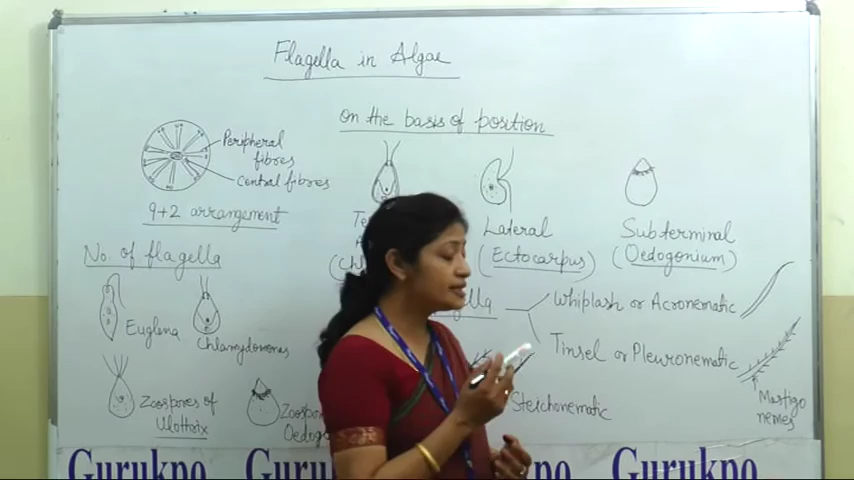 Flagella in Algae
on the basis of position
Peripheral
fibres
Central fibres
9+2 arrangement
Lateral
(Ectocarpus)
Subterminal
(Oedogonium)
No. of flagella
Euglena
Chlamydomonas
Zoospores of
Ulothrix
Whiplash or Acronematic
Tinsel or Pleuronematic
Mastigo
nemes
Stichonematic
Gurukpo
Gurukpo
Gurukpo